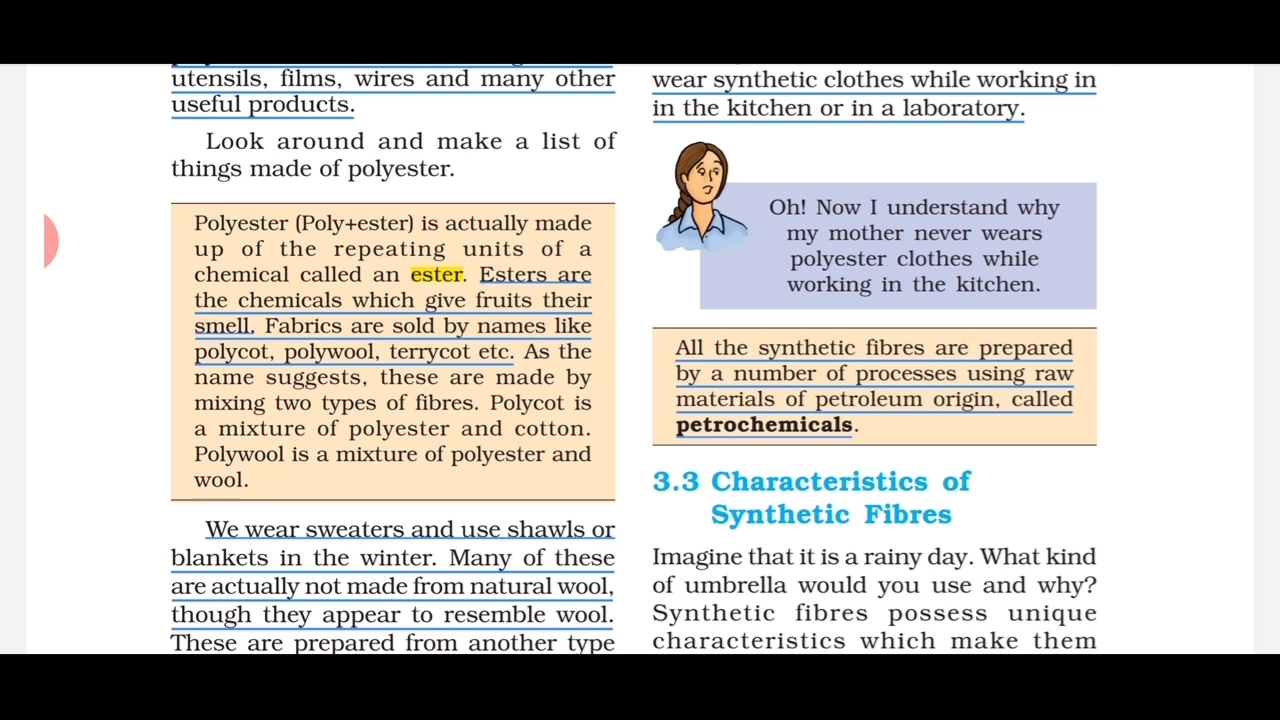 utensils, films, wires and many other
useful products.
Look around and make a list of
things made of polyester.
Polyester (Poly+ester) is actually made
up of the repeating units of a
chemical called an ester. Esters are
the chemicals which give fruits their
smell. Fabrics are sold by names like
polycot, polywool, terrycot etc. As the
name suggests, these are made by
mixing two types of fibres. Polycot is
a mixture of polyester and cotton.
Polywool is a mixture of polyester and
wool.
We wear sweaters and use shawls or
blankets in the winter. Many of these
are actually not made from natural wool,
though they appear to resemble wool.
These are prepared from another type
wear synthetic clothes while working in
in the kitchen or in a laboratory.
Oh! Now I understand why
my mother never wears
polyester clothes while
working in the kitchen.
All the synthetic fibres are prepared
by a number of processes using raw
materials of petroleum origin, called
petrochemicals.
3.3 Characteristics of
Synthetic Fibres
Imagine that it is a rainy day. What kind
of umbrella would you use and why?
Synthetic fibres possess unique
characteristics which make them